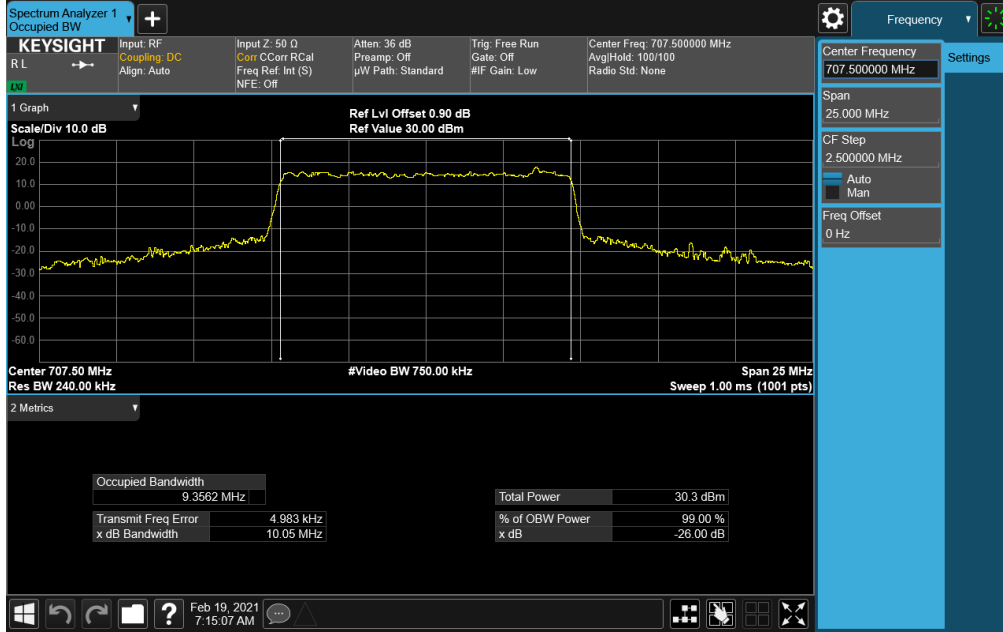 Spectrum Analyzer 1
Occupied BW
Frequency
KEYSIGHT
R L
LXI
Input: RF
Coupling: DC
Align: Auto
Input Z: 50 Ω
Corr CCorr RCal
Freq Ref: Int (S)
NFE: Off
Atten: 36 dB
Preamp: Off
µW Path: Standard
Trig: Free Run
Gate: Off
#IF Gain: Low
Center Freq: 707.500000 MHz
Avg|Hold: 100/100
Radio Std: None
Center Frequency
707.500000 MHz
Settings
Span
25.000 MHz
CF Step
2.500000 MHz
Auto
Man
Freq Offset
0 Hz
1 Graph
Scale/Div 10.0 dB
Ref Lvl Offset 0.90 dB
Ref Value 30.00 dBm
Log
20.0
10.0
0.00
-10.0
-20.0
-30.0
-40.0
-50.0
-60.0
Center 707.50 MHz
#Video BW 750.00 kHz
Span 25 MHz
Res BW 240.00 kHz
Sweep 1.00 ms (1001 pts)
2 Metrics
Occupied Bandwidth
9.3562 MHz
Total Power 30.3 dBm
Transmit Freq Error 4.983 kHz
% of OBW Power 99.00 %
x dB Bandwidth 10.05 MHz
x dB -26.00 dB
?
Feb 19, 2021
7:15:07 AM